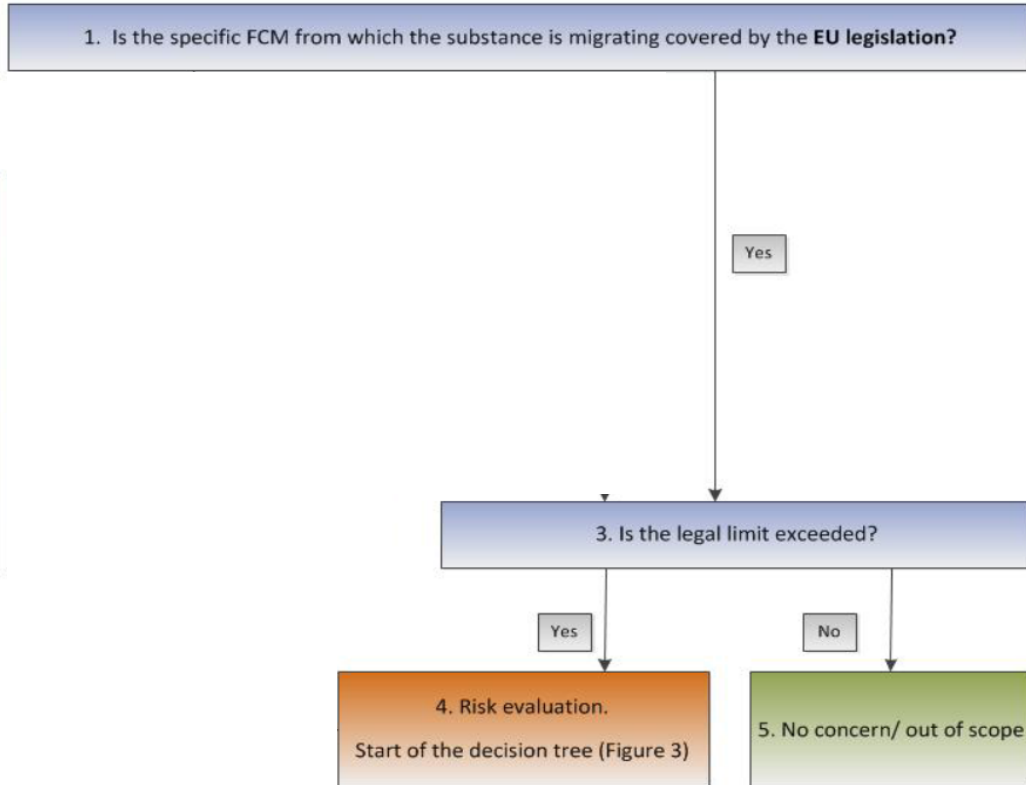 1. Is the specific FCM from which the substance is migrating covered by the EU legislation?
Yes
3. Is the legal limit exceeded?
Yes
No
4. Risk evaluation.
Start of the decision tree (Figure 3)
5. No concern/ out of scope